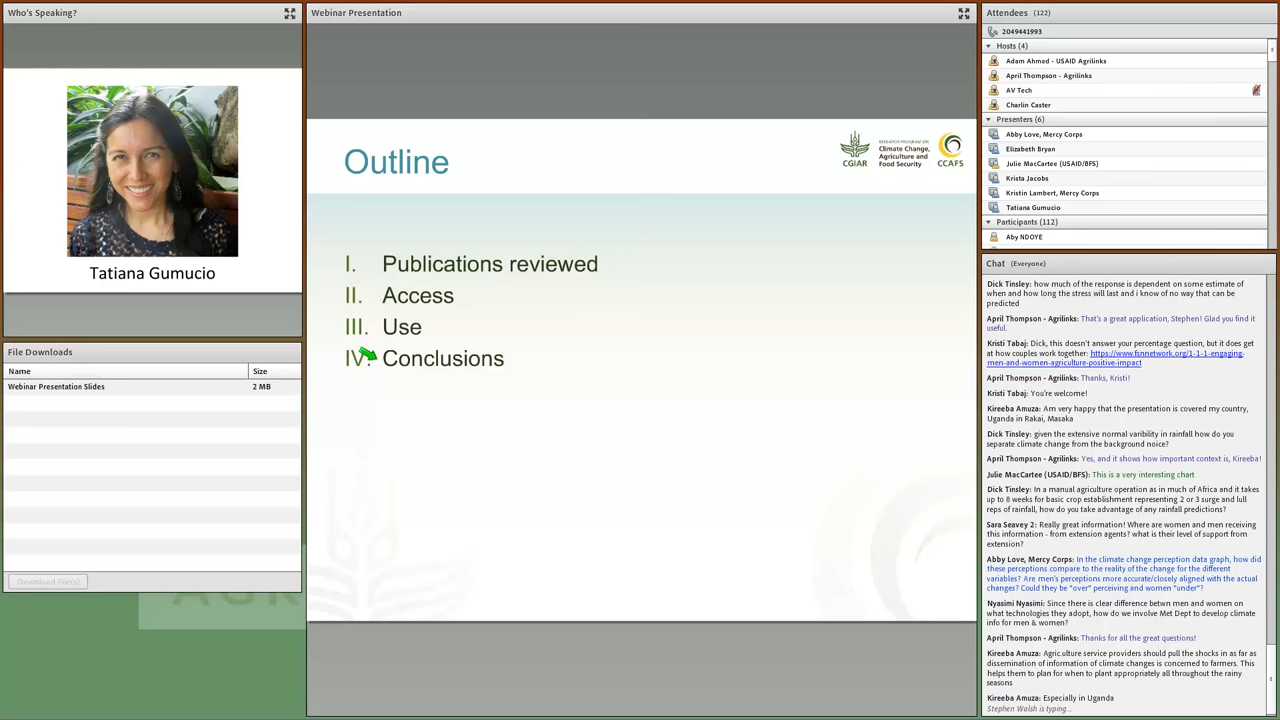 Who's Speaking?
Tatiana Gumucio
File Downloads
Name Size
Webinar Presentation Slides 2 MB
Download File(s)
AGRI
Webinar Presentation
Outline
CGIAR
RESEARCH PROGRAM ON
Climate Change,
Agriculture and
Food Security
CCAFS
I. Publications reviewed
II. Access
III. Use
IV. Conclusions
Attendees (122)
2049441993
Hosts (4)
Adam Ahmed - USAID Agrilinks
April Thompson - Agrilinks
AV Tech
Charlin Caster
Presenters (6)
Abby Love, Mercy Corps
Elizabeth Bryan
Julie MacCartee (USAID/BFS)
Krista Jacobs
Kristin Lambert, Mercy Corps
Tatiana Gumucio
Participants (112)
Aby NDOYE
Chat (Everyone)
Dick Tinsley: how much of the response is dependent on some estimate of
when and how long the stress will last and i know of no way that can be
predicted
April Thompson - Agrilinks: That's a great application, Stephen! Glad you find it
useful.
Kristi Tabaj: Dick, this doesn't answer your percentage question, but it does get
at how couples work together: https://www.fsnnetwork.org/1-1-1-engaging-
men-and-women-agriculture-positive-impact
April Thompson - Agrilinks: Thanks, Kristi!
Kristi Tabaj: You're welcome!
Kireeba Amuza: Am very happy that the presentation is covered my country,
Uganda in Rakai, Masaka
Dick Tinsley: given the extensive normal varibility in rainfall how do you
separate climate change from the background noice?
April Thompson - Agrilinks: Yes, and it shows how important context is, Kireeba!
Julie MacCartee (USAID/BFS): This is a very interesting chart
Dick Tinsley: In a manual agriculture operation as in much of Africa and it takes
up to 8 weeks for basic crop establishment representing 2 or 3 surge and lull
reps of rainfall, how do you take advantage of any rainfall predictions?
Sara Seavey 2: Really great information! Where are women and men receiving
this information - from extension agents? what is their level of support from
extension?
Abby Love, Mercy Corps: In the climate change perception data graph, how did
these perceptions compare to the reality of the change for the different
variables? Are men's perceptions more accurate/closely aligned with the actual
changes? Could they be "over" perceiving and women "under"?
Nyasimi Nyasimi: Since there is clear difference betwn men and women on
what technologies they adopt, how do we involve Met Dept to develop climate
info for men & women?
April Thompson - Agrilinks: Thanks for all the great questions!
Kireeba Amuza: Agric.ulture service providers should pull the shocks in as far as
dissemination of information of climate changes is concerned to farmers. This
helps them to plan for when to plant appropriately all throughout the rainy
seasons
Kireeba Amuza: Especially in Uganda
Stephen Walsh is typing...